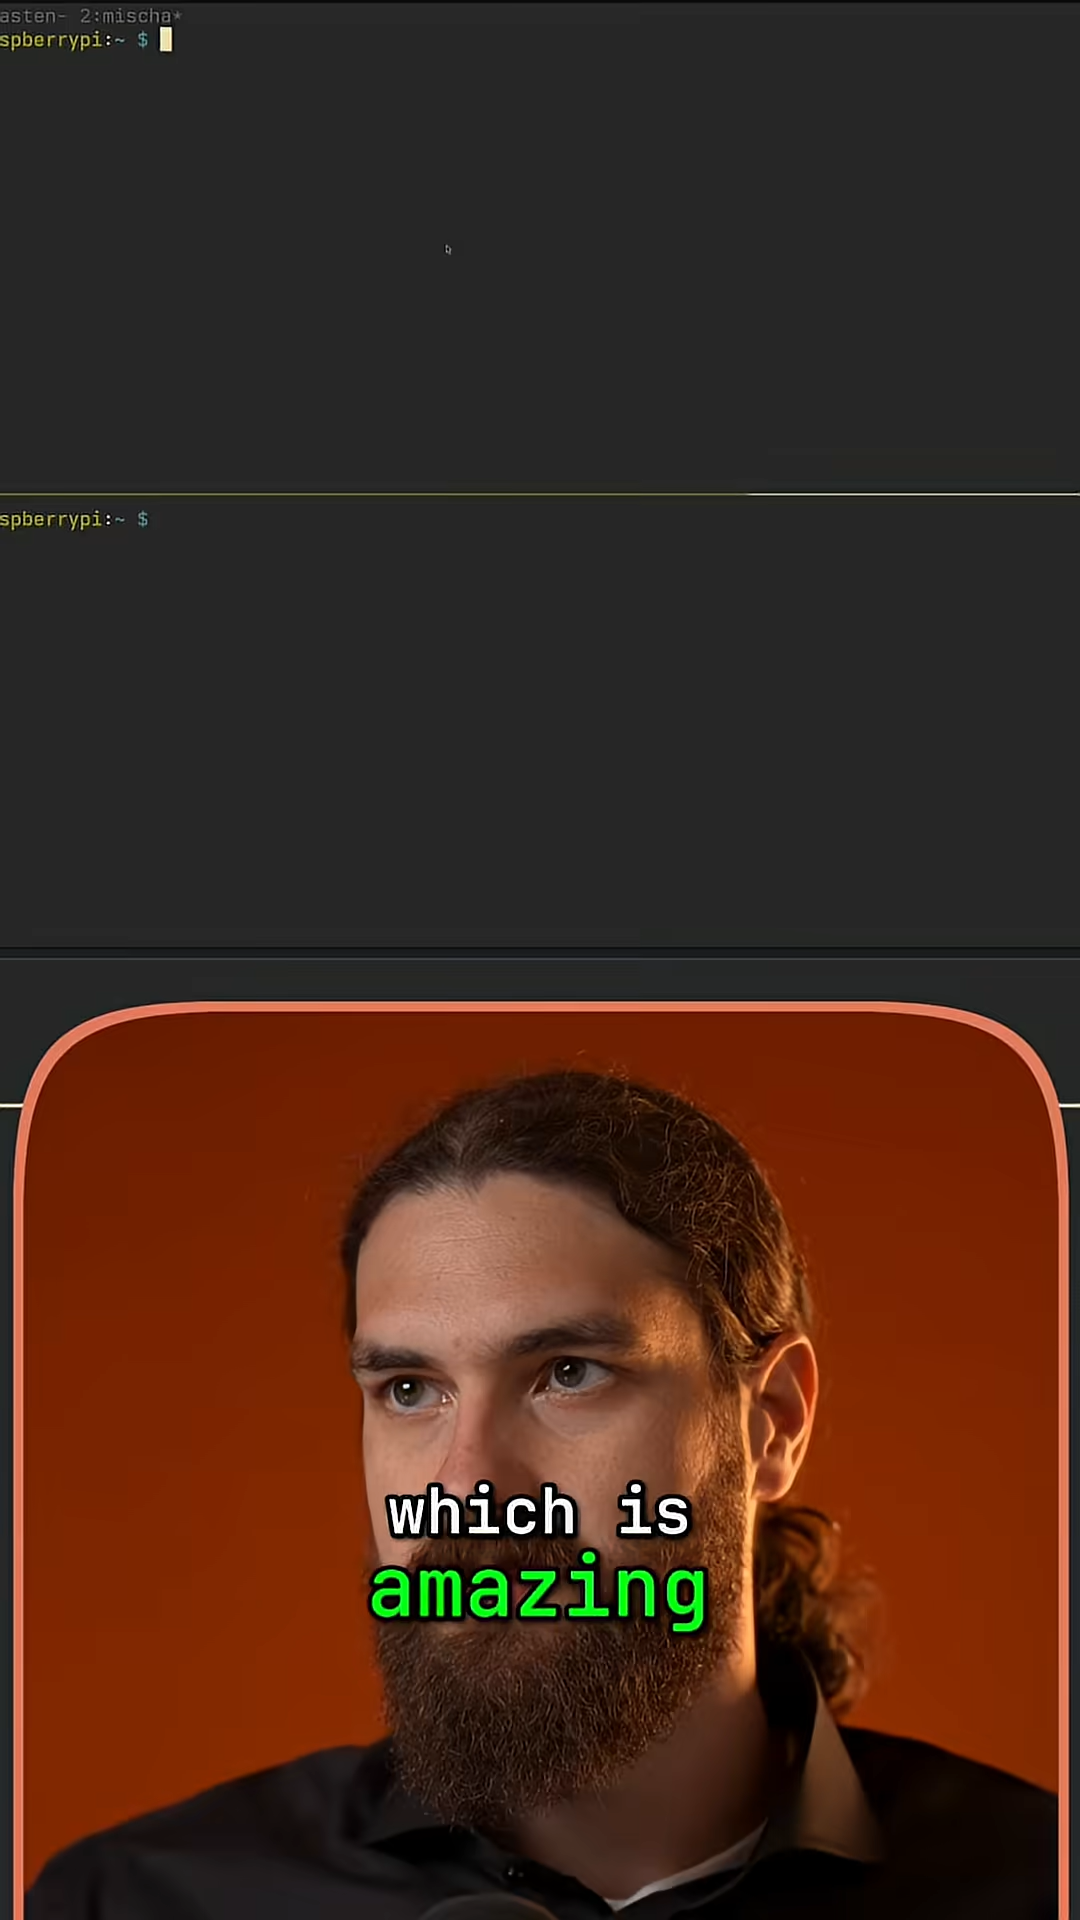 asten- 2:mischa*
spberrypi:~ $
spberrypi:~ $
which is
amazing